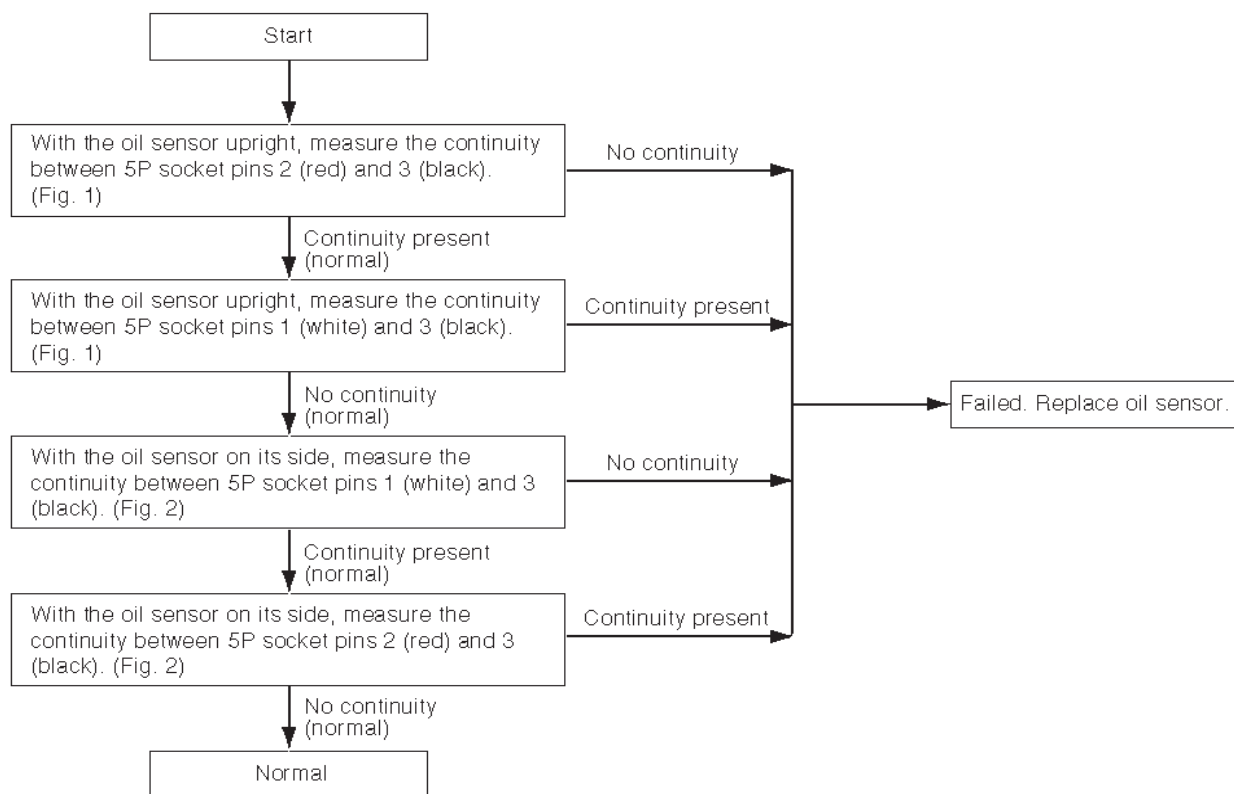 Start
With the oil sensor upright, measure the continuity
between 5P socket pins 2 (red) and 3 (black).
(Fig. 1)
No continuity
Continuity present
(normal)
With the oil sensor upright, measure the continuity
between 5P socket pins 1 (white) and 3 (black).
(Fig. 1)
Continuity present
No continuity
(normal)
Failed. Replace oil sensor.
With the oil sensor on its side, measure the
continuity between 5P socket pins 1 (white) and 3
(black). (Fig. 2)
No continuity
Continuity present
(normal)
With the oil sensor on its side, measure the
continuity between 5P socket pins 2 (red) and 3
(black). (Fig. 2)
Continuity present
No continuity
(normal)
Normal